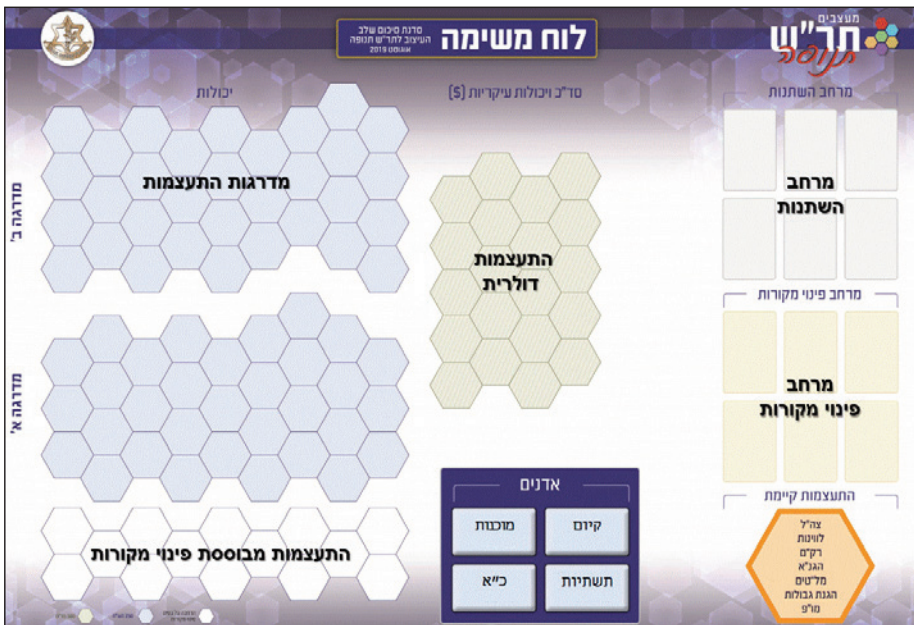 מעצבים
תר"ש
תנופה
לוח משימה
סדנת סיכום שלב
העיצוב לתר"ש תנופה
אוגוסט 2019
מרחב השתנות
מרחב
השתנות
מרחב פינוי מקורות
מרחב
פינוי מקורות
התעצמות קיימת
צה"ל
לווינות
רק"ם
הגנ"א
מל"טים
הגנת גבולות
מו"פ
סד"כ ויכולות עיקריות ($)
התעצמות
דולרית
אדנים
קיום
מוכנות
תשתיות
כ"א
יכולות
מדרגה ב'
מדרגות התעצמות
מדרגה א'
התעצמות מבוססת פינוי מקורות